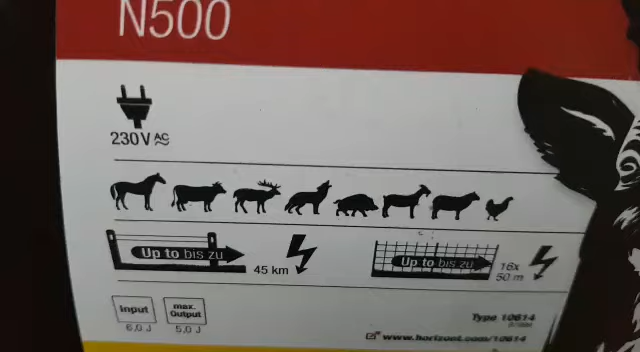 N500
230V AC
Up to bis zu
45 km
Up to bis zu
16x
50 m
Input
6,0 J
max.
Output
5,0 J
Type 10614
www.horizont.com/10614